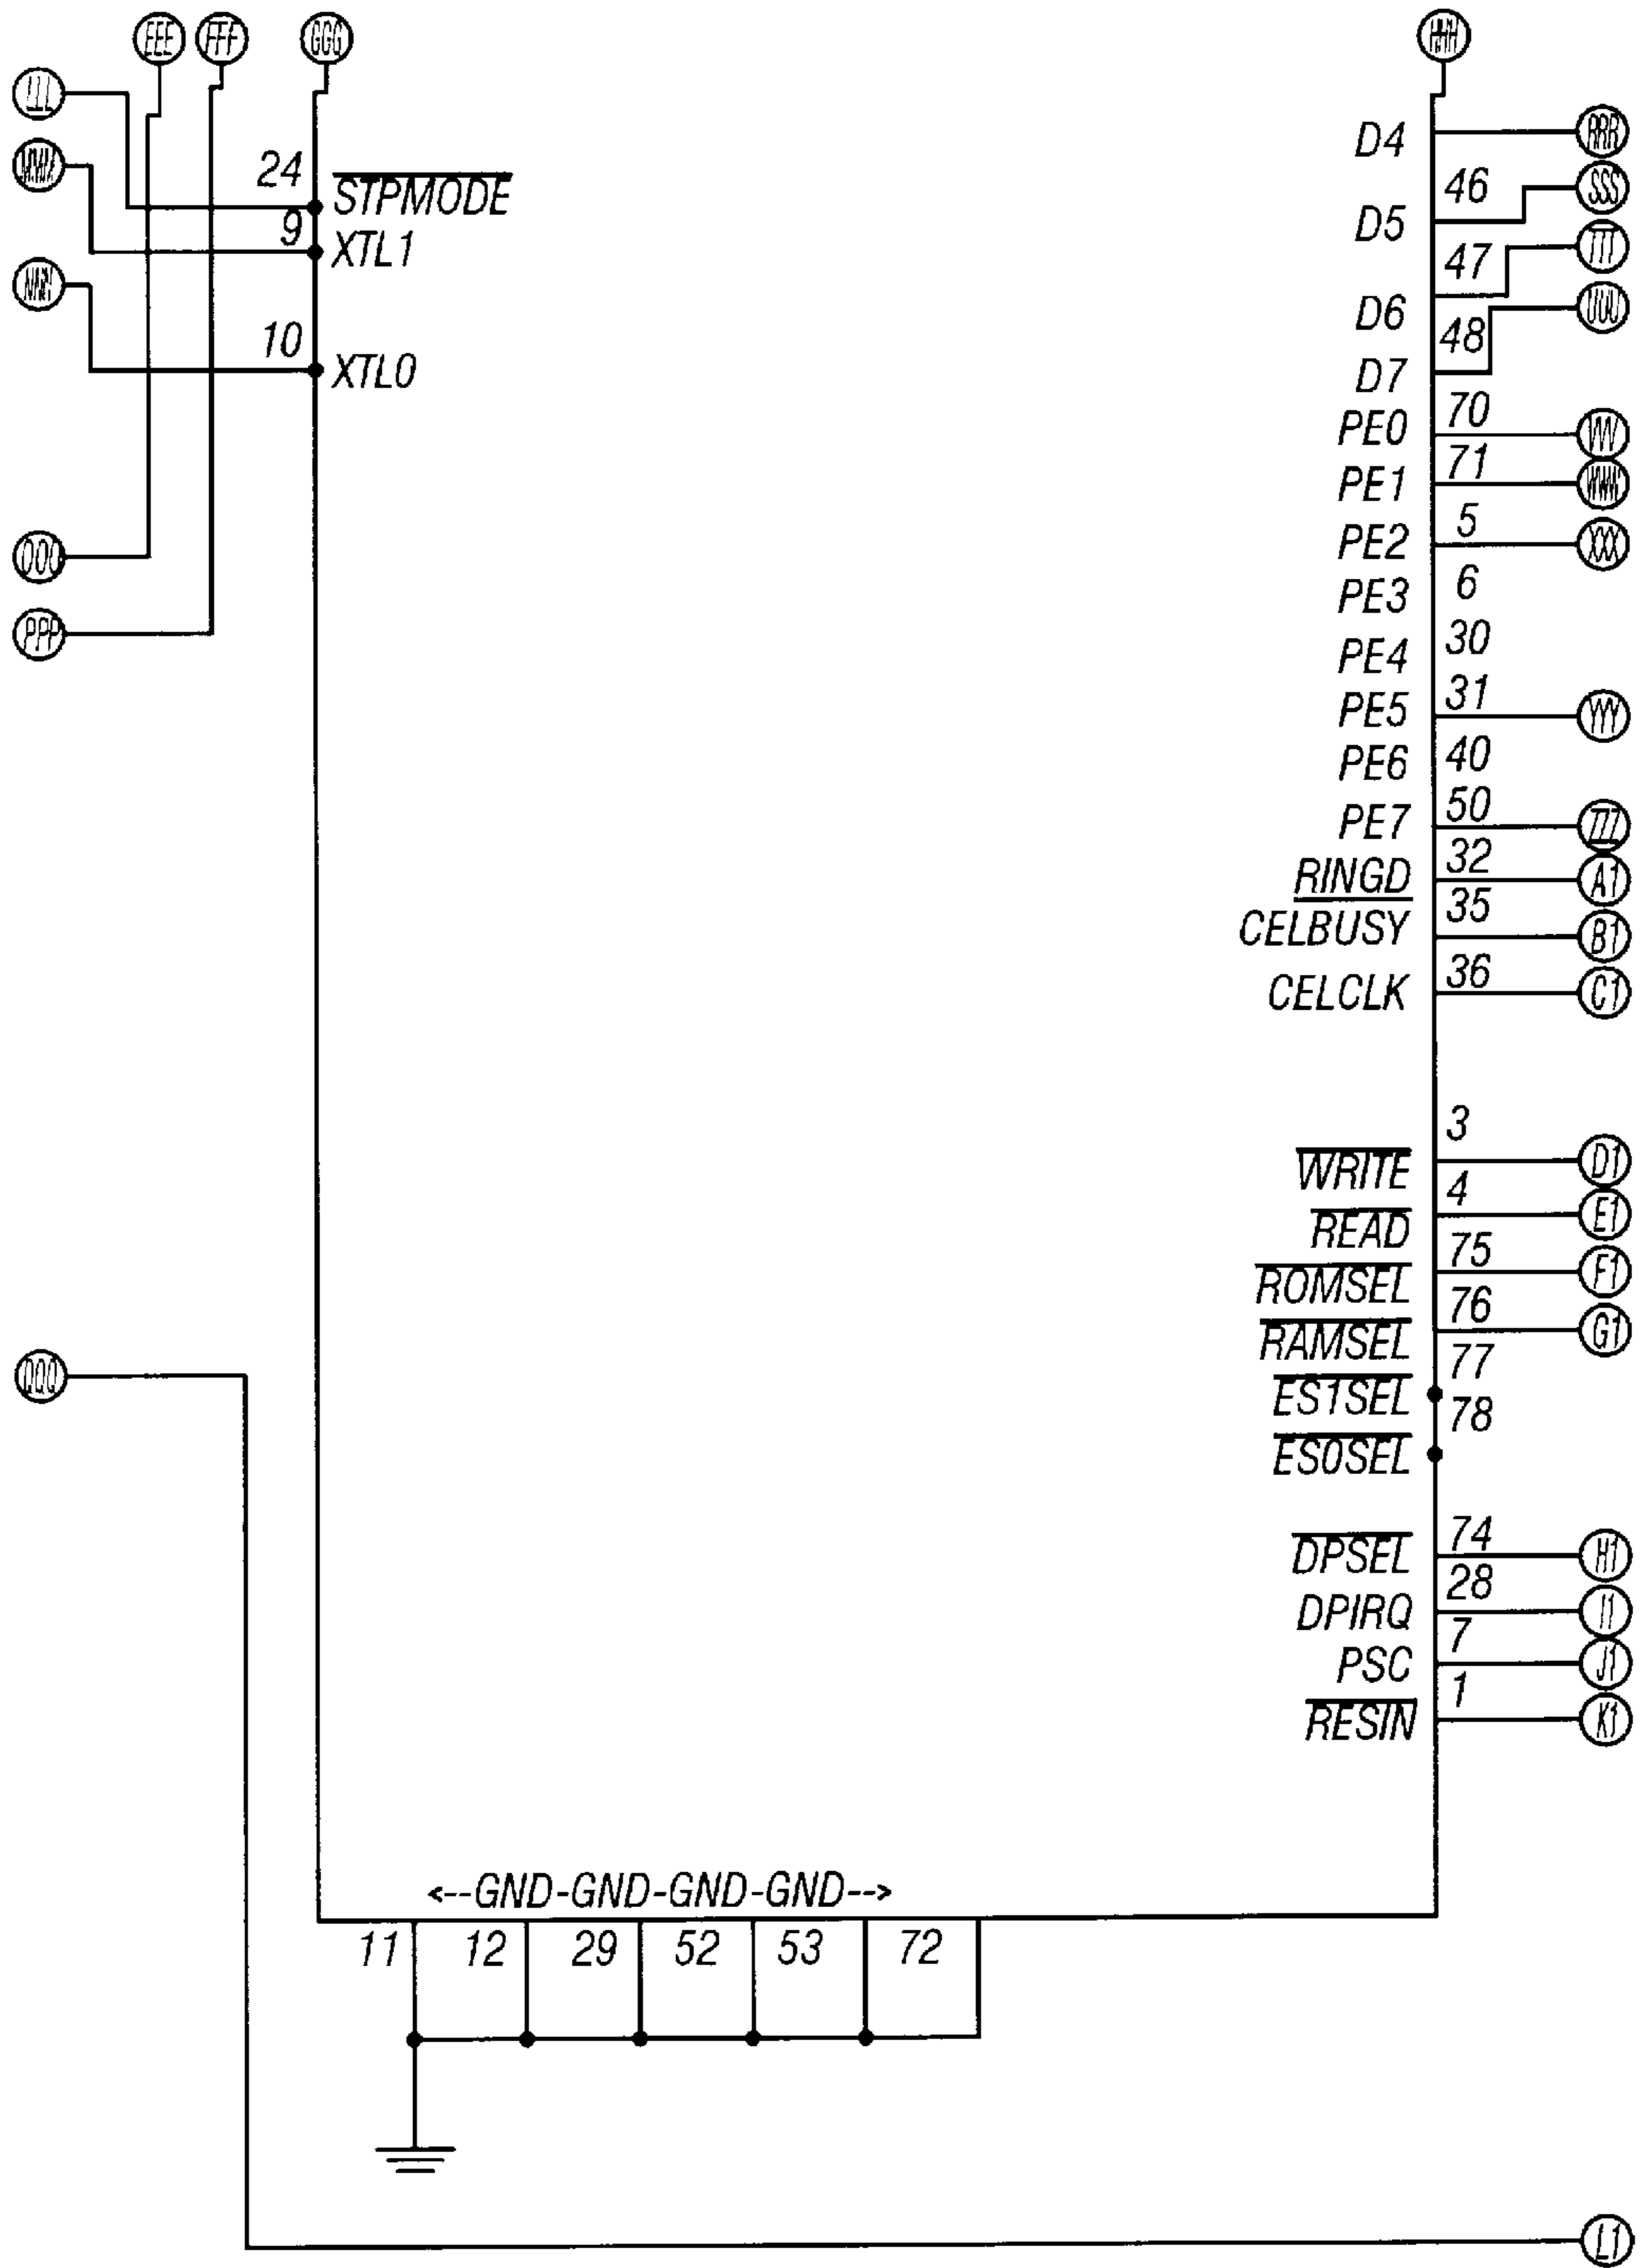 EEE FFF GGG HHH
LLL
D4 RRR
MMM
24 STPMODE
46 SSS
9 XTL1
D5
47 TTT
NNN
D6 UUU
10 XTL0
48
D7
70
PE0 VVV
71
PE1 WWW
5
PE2 XXX
OOO
PE3 6
PPP
PE4 30
31
PE5 YYY
PE6 40
50
PE7 ZZZ
32
RINGD A1
35
CELBUSY B1
36
CELCLK C1
3
WRITE D1
4
READ E1
75
ROMSEL F1
76
RAMSEL G1
77
QQQ
ES1SEL
78
ES0SEL
74
DPSEL H1
28
DPIRQ I1
7
PSC J1
1
RESIN K1
<--GND-GND-GND-GND-->
11 12 29 52 53 72
L1